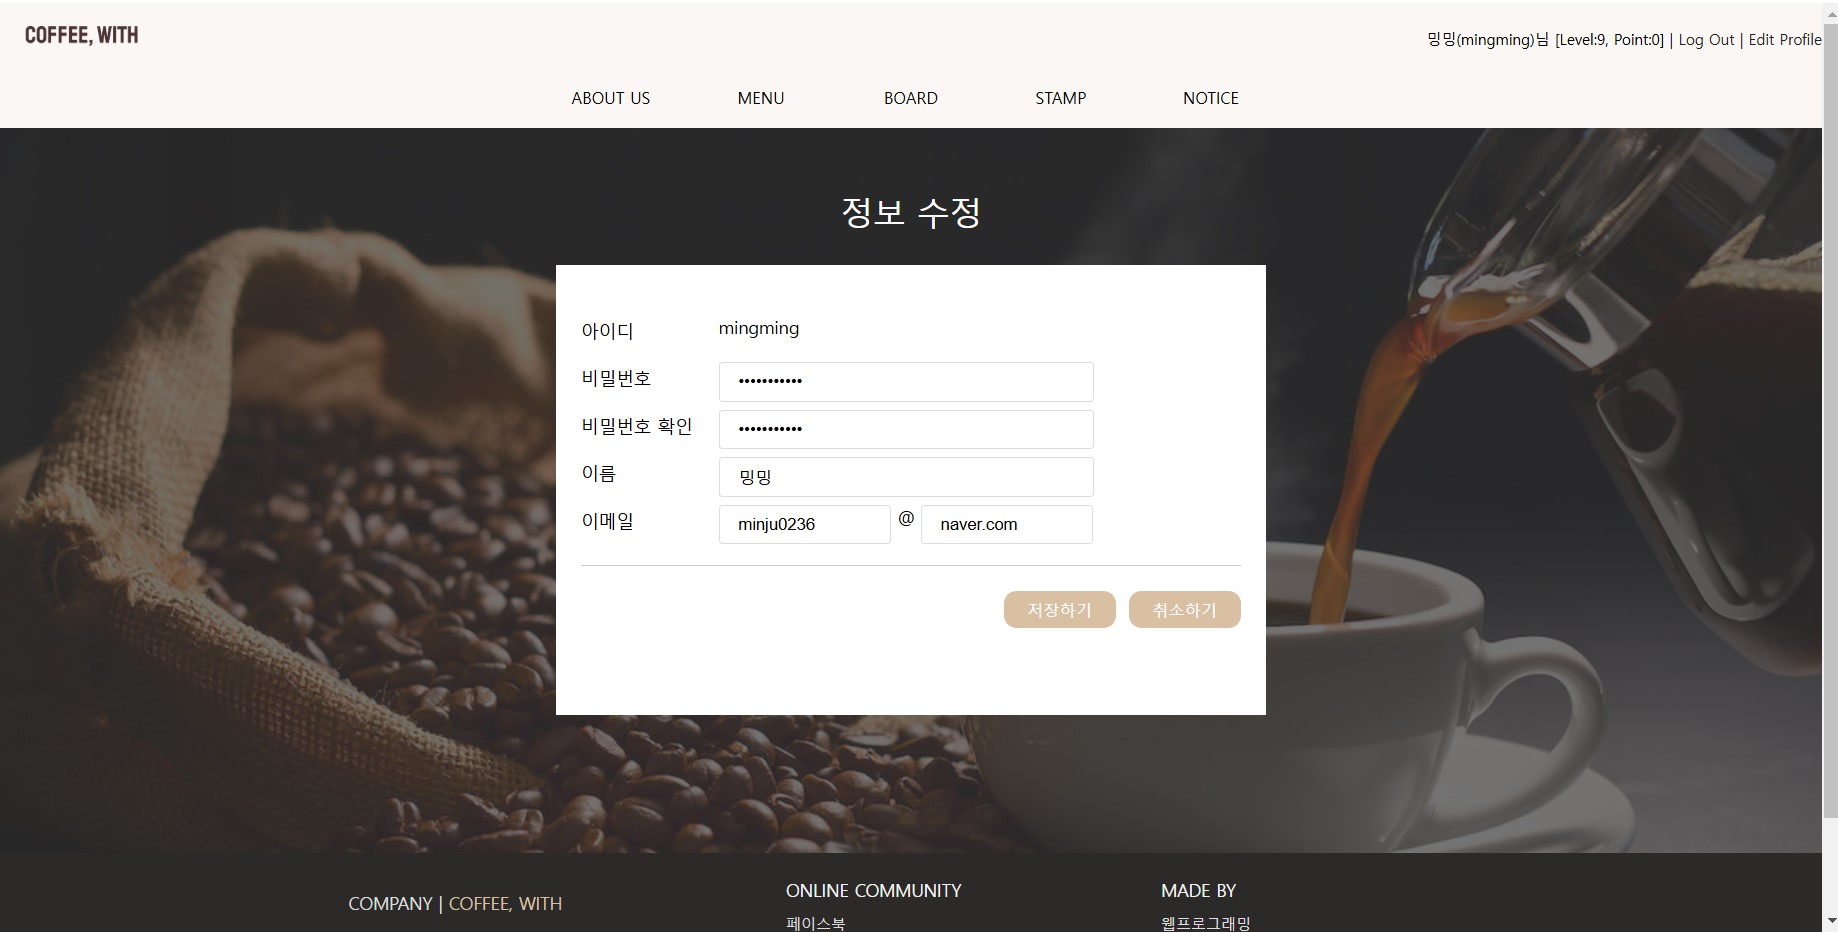 COFFEE, WITH
밍밍(mingming)님 [Level:9, Point:0] | Log Out | Edit Profile
ABOUT US MENU BOARD STAMP NOTICE
정보 수정
아이디 mingming
비밀번호 •••••••••••
비밀번호 확인 •••••••••••
이름 밍밍
이메일 minju0236 @ naver.com
저장하기 취소하기
COMPANY | COFFEE, WITH
ONLINE COMMUNITY
페이스북
MADE BY
웹프로그래밍